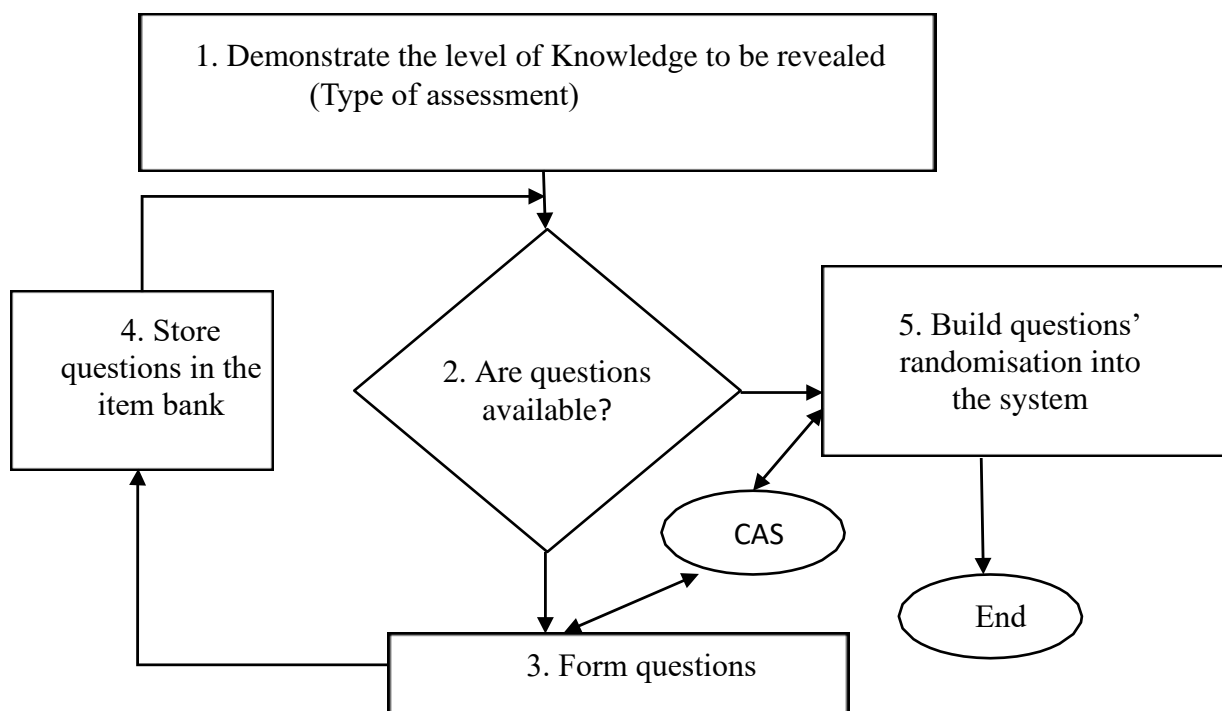 1. Demonstrate the level of Knowledge to be revealed
(Type of assessment)
2. Are questions
available?
3. Form questions
4. Store
questions in the
item bank
5. Build questions’
randomisation into
the system
CAS
End